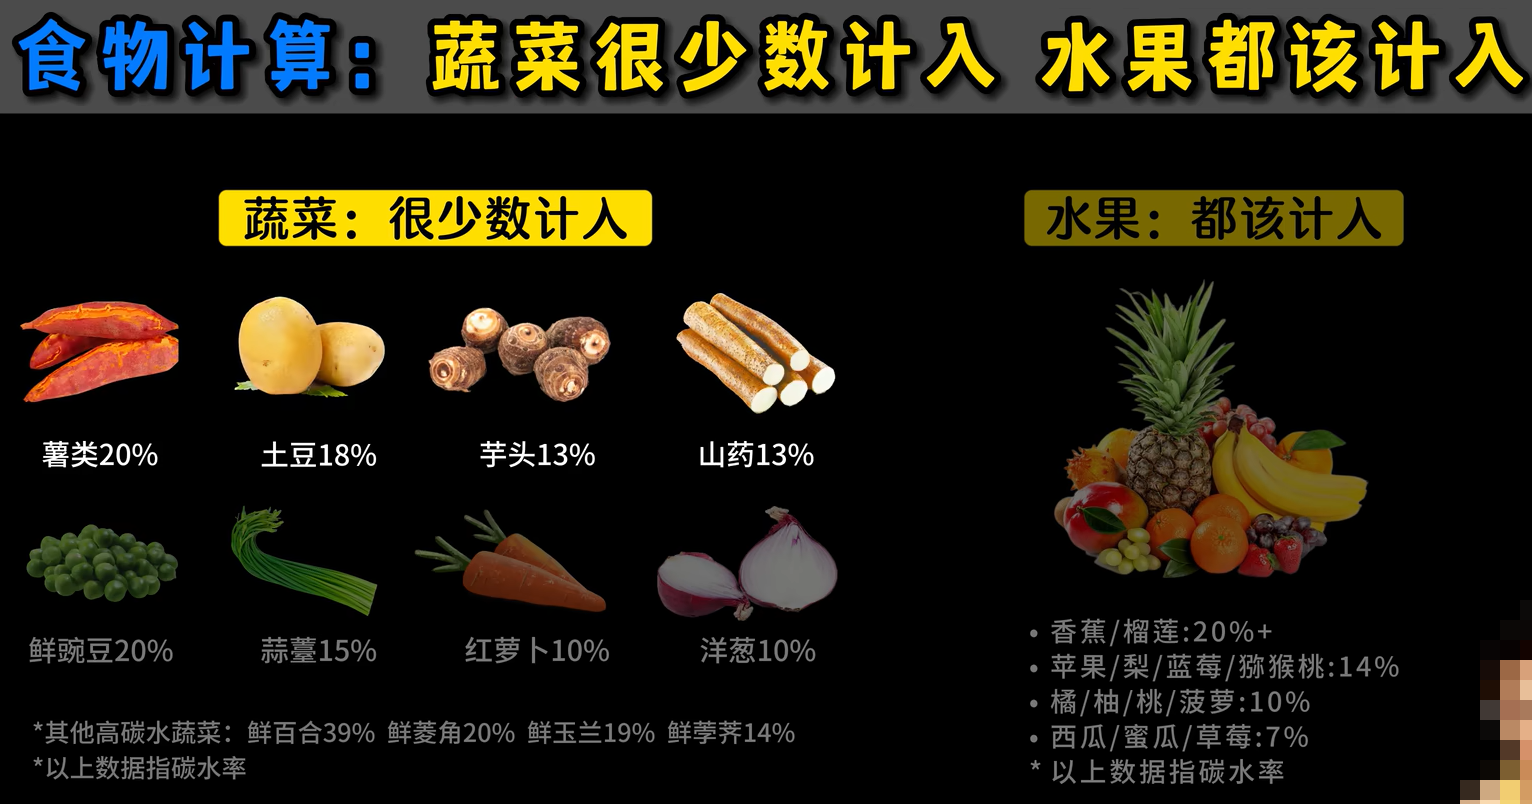 食物计算：蔬菜很少数计入 水果都该计入
蔬菜：很少数计入
薯类20% 土豆18% 芋头13% 山药13%
鲜豌豆20% 蒜薹15% 红萝卜10% 洋葱10%
*其他高碳水蔬菜：鲜百合39% 鲜菱角20% 鲜玉兰19% 鲜荸荠14%
*以上数据指碳水率
水果：都该计入
• 香蕉/榴莲:20%+
• 苹果/梨/蓝莓/猕猴桃:14%
• 橘/柚/桃/菠萝:10%
• 西瓜/蜜瓜/草莓:7%
* 以上数据指碳水率